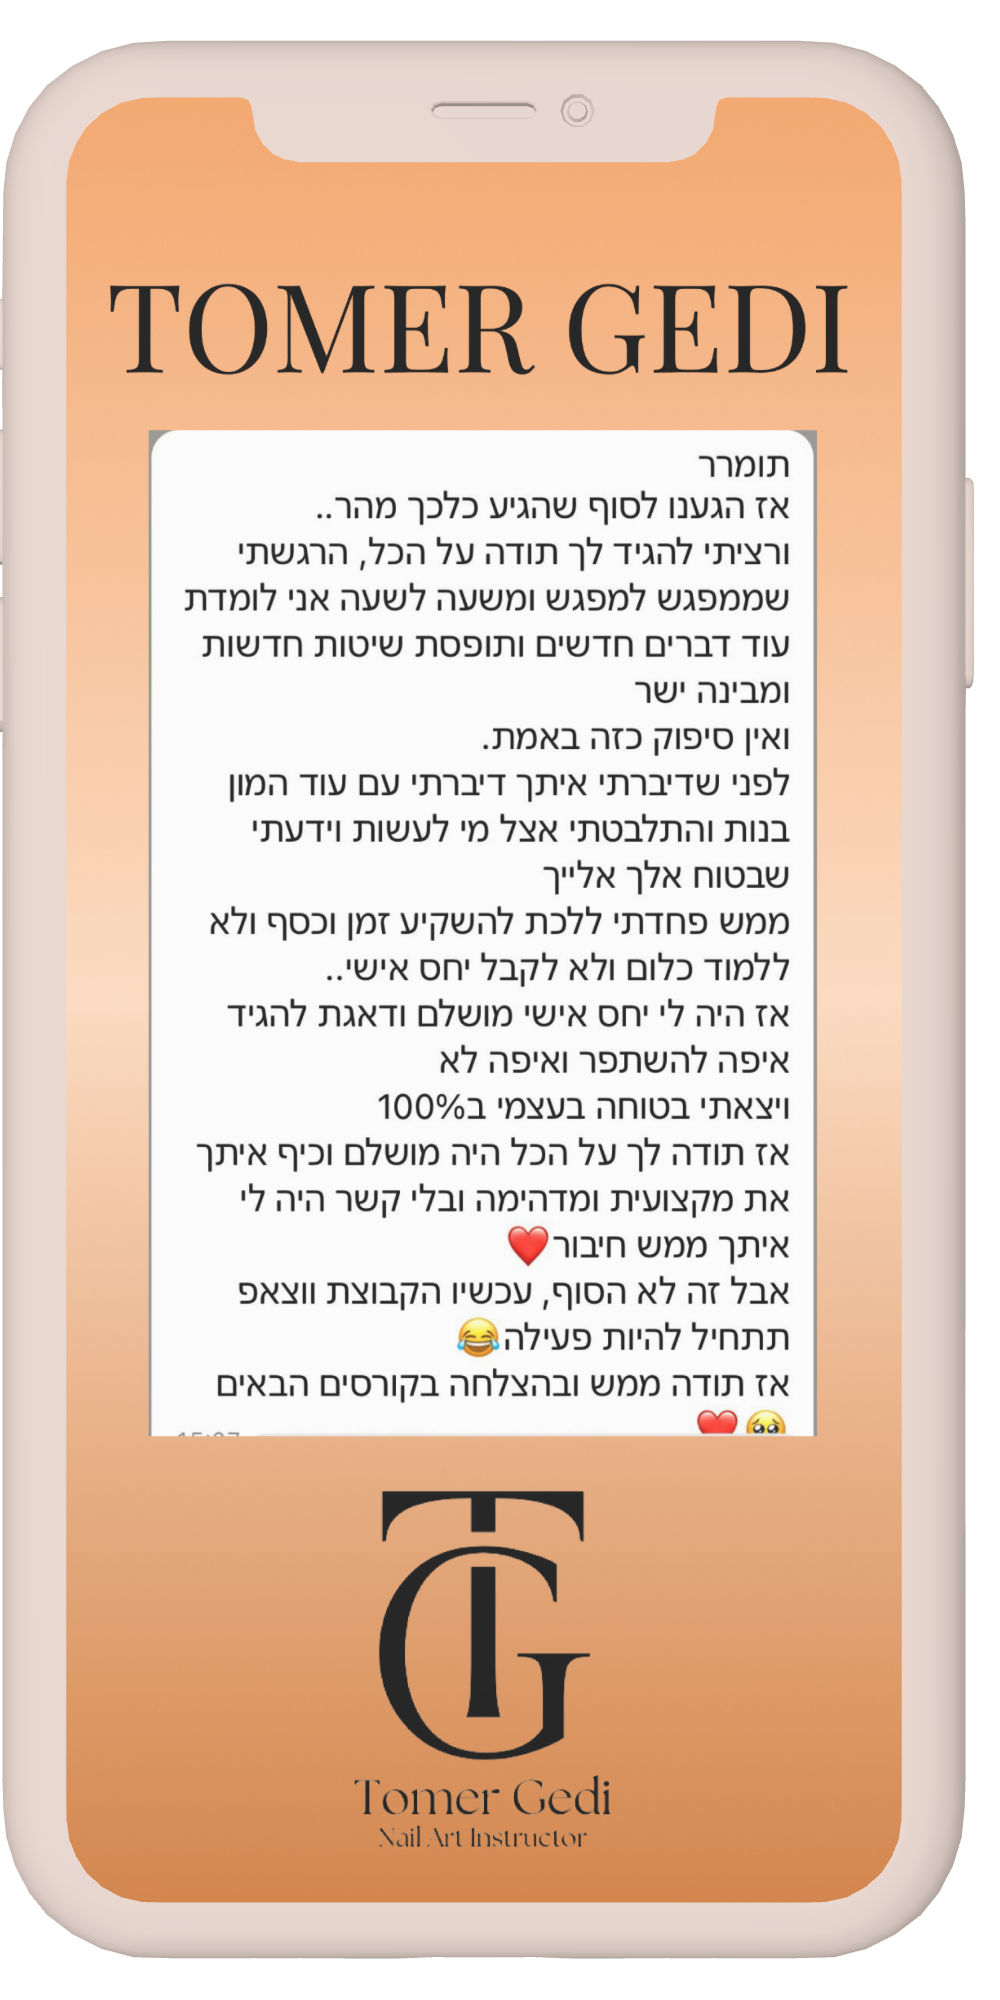 TOMER GEDI
תומרר
אז הגענו לסוף שהגיע כלכך מהר..
ורציתי להגיד לך תודה על הכל, הרגשתי
שממפגש למפגש ומשעה לשעה אני לומדת
עוד דברים חדשים ותופסת שיטות חדשות
ומבינה ישר
ואין סיפוק כזה באמת.
לפני שדיברתי איתך דיברתי עם עוד המון
בנות והתלבטתי אצל מי לעשות וידעתי
שבטוח אלך אלייך
ממש פחדתי ללכת להשקיע זמן וכסף ולא
ללמוד כלום ולא לקבל יחס אישי..
אז היה לי יחס אישי מושלם ודאגת להגיד
איפה להשתפר ואיפה לא
ויצאתי בטוחה בעצמי ב100%
אז תודה לך על הכל היה מושלם וכיף איתך
את מקצועית ומדהימה ובלי קשר היה לי
איתך ממש חיבור❤️
אבל זה לא הסוף, עכשיו הקבוצת ווצאפ
תתחיל להיות פעילה😂
אז תודה ממש ובהצלחה בקורסים הבאים
🥹❤️
TG
Tomer Gedi
Nail Art Instructor